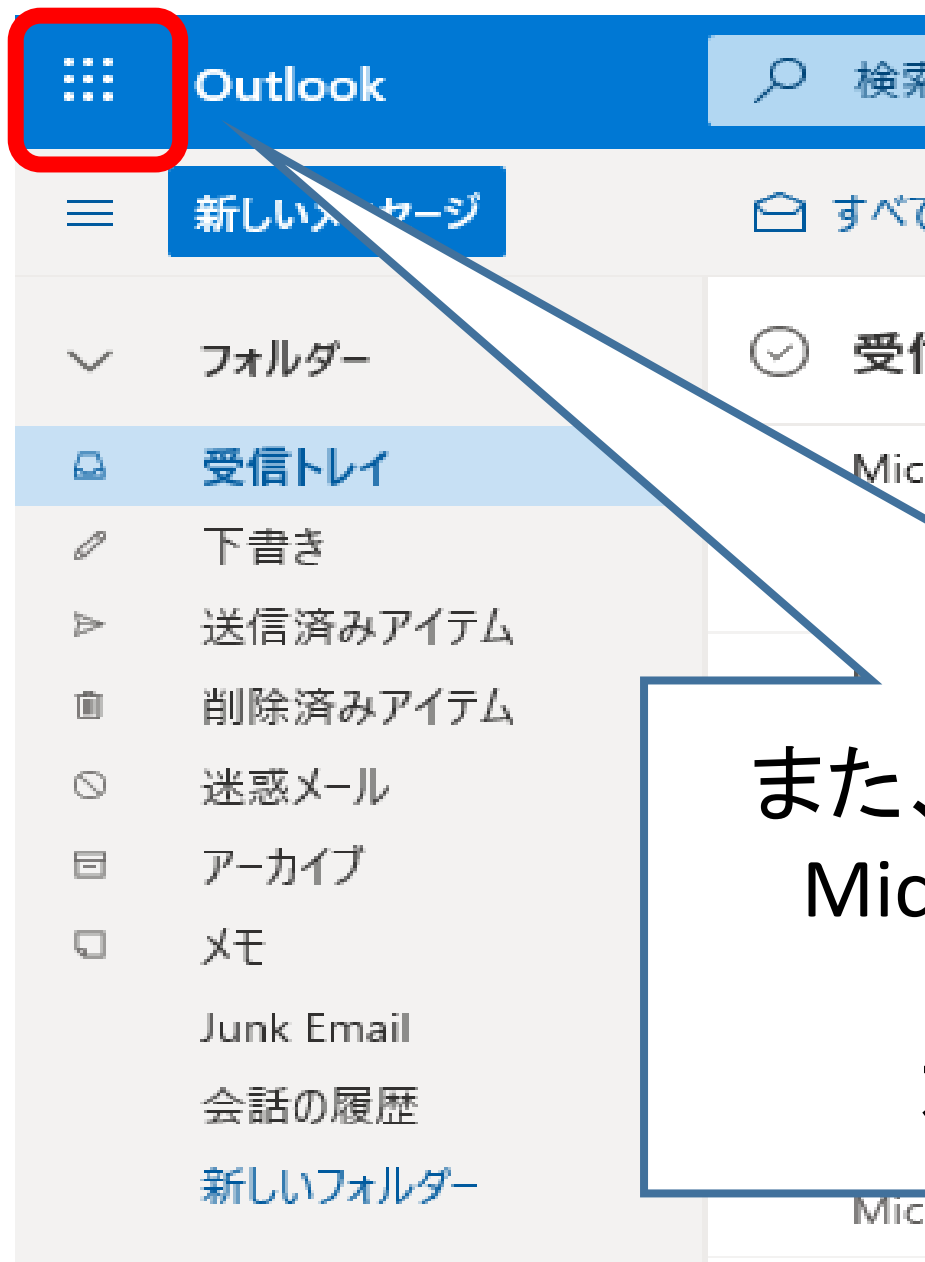 Outlook
検索
新しいメッセージ
すべて
フォルダー
受信
受信トレイ
Mic
下書き
送信済みアイテム
削除済みアイテム
迷惑メール
アーカイブ
メモ
Junk Email
会話の履歴
新しいフォルダー
また、
Mic
Mic